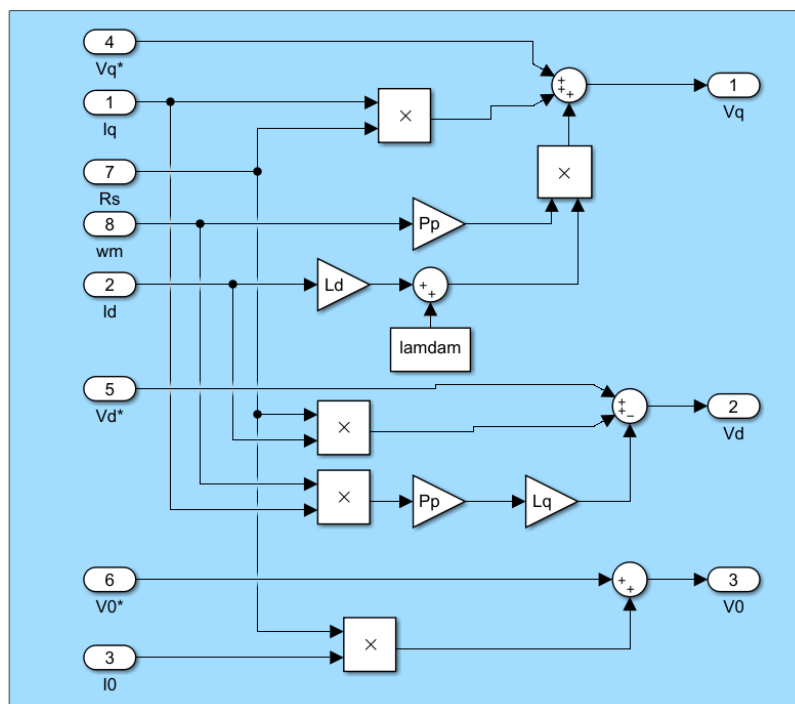 4
Vq*
1
Iq
7
Rs
8
wm
2
Id
5
Vd*
6
V0*
3
I0
×
+
+
+
1
Vq
×
Pp
Ld
+
+
lamdam
×
+
+
−
2
Vd
×
Pp
Lq
+
+
3
V0
×